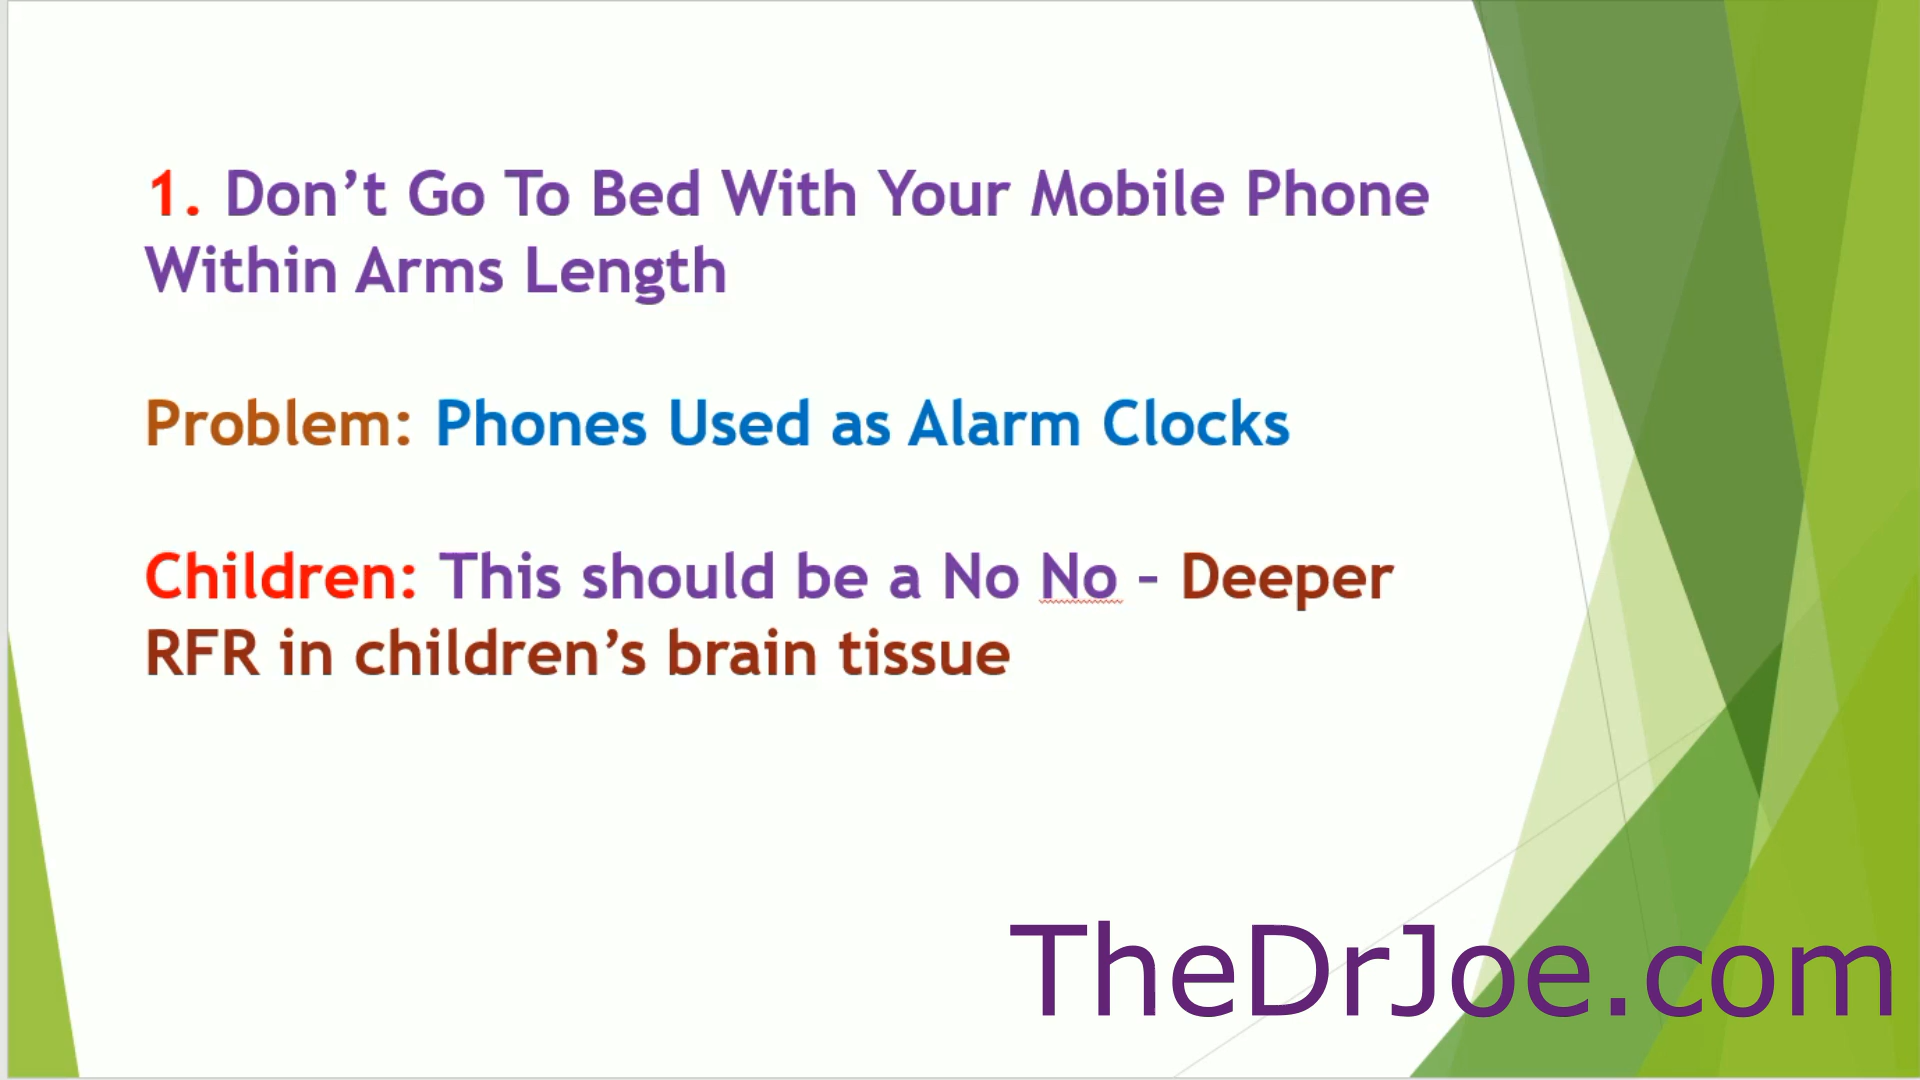 1. Don’t Go To Bed With Your Mobile Phone
Within Arms Length
Problem: Phones Used as Alarm Clocks
Children: This should be a No No – Deeper
RFR in children’s brain tissue
TheDrJoe.com